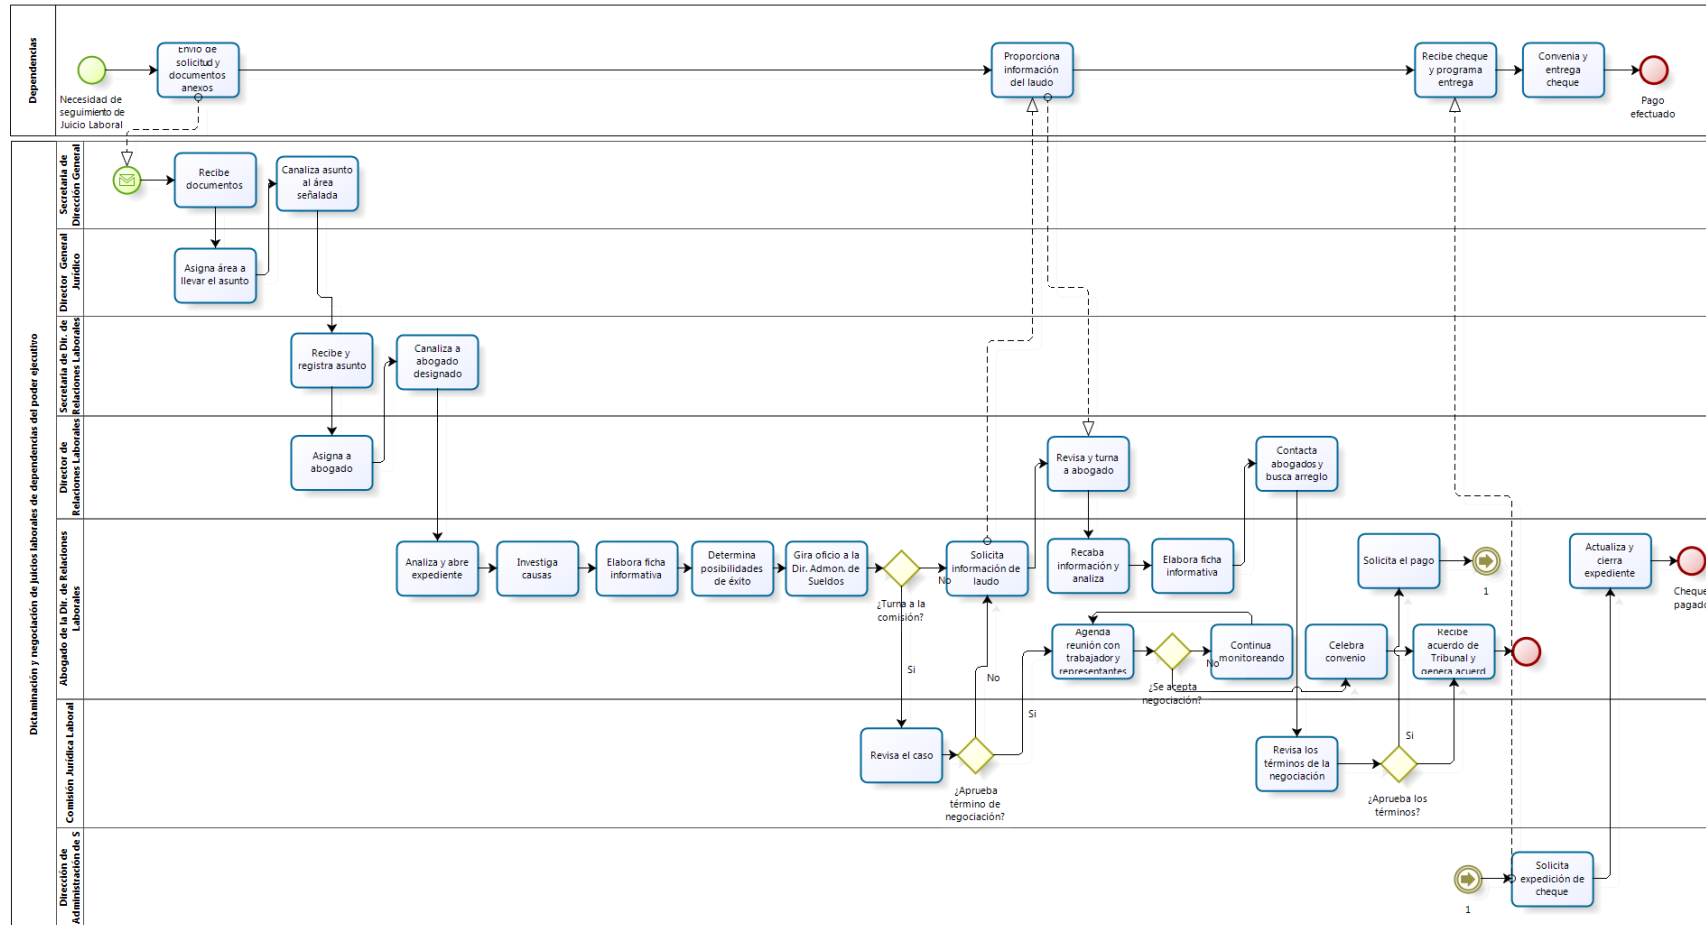 Dependencias
Envío de
solicitud y
documentos
anexos
Necesidad de
seguimiento de
Juicio Laboral
Proporciona
información
del laudo
Recibe cheque
y programa
entrega
Convenia y
entrega
cheque
Pago
efectuado
Dictaminación y negociación de juicios laborales de dependencias del poder ejecutivo
Secretaria de
Dirección General
Recibe
documentos
Canaliza asunto
al área
señalada
Director General
Jurídico
Asigna área a
llevar el asunto
Secretaria de Dir. de
Relaciones Laborales
Recibe y
registra asunto
Canaliza a
abogado
designado
Director de
Relaciones Laborales
Asigna a
abogado
Revisa y turna
a abogado
Contacta
abogados y
busca arreglo
Abogado de la Dir. de Relaciones
Laborales
Analiza y abre
expediente
Investiga
causas
Elabora ficha
informativa
Determina
posibilidades
de éxito
Gira oficio a la
Dir. Admon. de
Sueldos
¿Turna a la
comisión?
No
Si
Solicita
información de
laudo
No
Recaba
información y
analiza
Elabora ficha
informativa
Solicita el pago
1
Actualiza y
cierra
expediente
Cheque
pagado
Agenda
reunión con
trabajador y
representantes
¿Se acepta
negociación?
No
Continua
monitoreando
Celebra
convenio
Recibe
acuerdo de
Tribunal y
genera acuerd
Comisión Jurídica Laboral
Revisa el caso
¿Aprueba
término de
negociación?
Si
Revisa los
términos de la
negociación
¿Aprueba los
términos?
Si
Dirección de
Administración de S
1
Solicita
expedición de
cheque